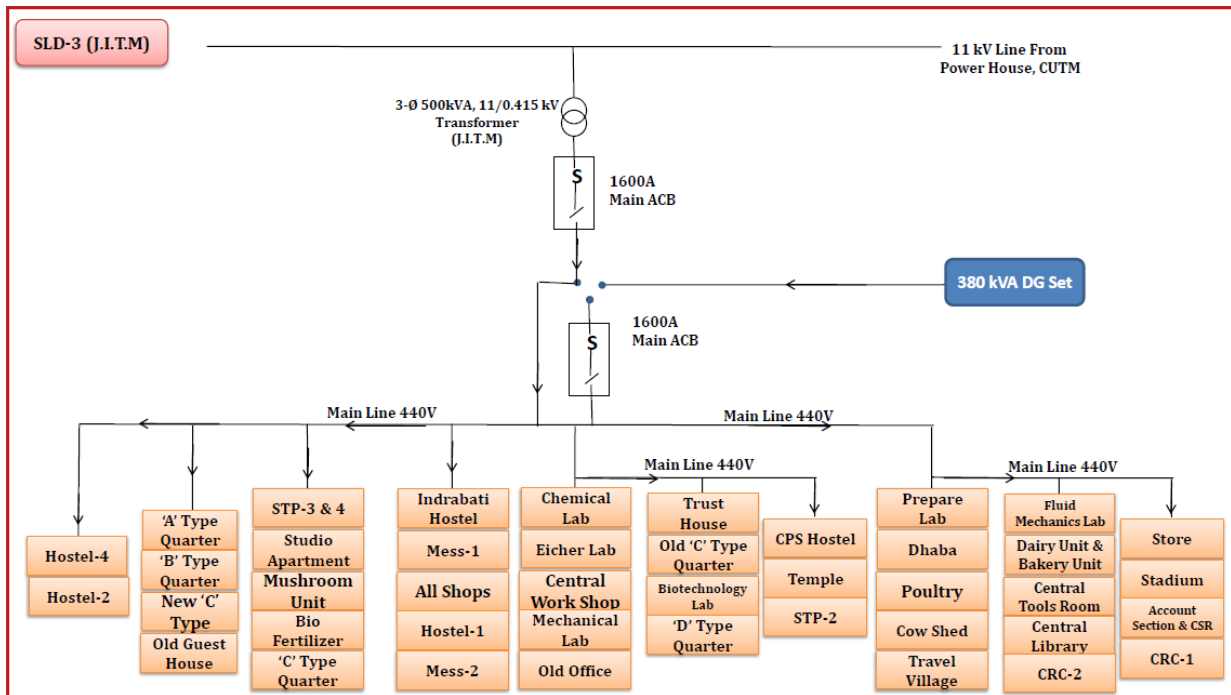 SLD-3 (J.I.T.M)
11 kV Line From
Power House, CUTM
3-Ø 500kVA, 11/0.415 kV
Transformer
(J.I.T.M)
S
1600A
Main ACB
380 kVA DG Set
1600A
Main ACB
S
Main Line 440V
Main Line 440V
Main Line 440V
Main Line 440V
Hostel-4
Hostel-2
‘A’ Type
Quarter
‘B’ Type
Quarter
New ‘C’
Type
Old Guest
House
STP-3 & 4
Studio
Apartment
Mushroom
Unit
Bio
Fertilizer
‘C’ Type
Quarter
Indrabati
Hostel
Mess-1
All Shops
Hostel-1
Mess-2
Chemical
Lab
Eicher Lab
Central
Work Shop
Mechanical
Lab
Old Office
Trust
House
Old ‘C’ Type
Quarter
Biotechnology
Lab
‘D’ Type
Quarter
CPS Hostel
Temple
STP-2
Prepare
Lab
Dhaba
Poultry
Cow Shed
Travel
Village
Fluid
Mechanics Lab
Dairy Unit &
Bakery Unit
Central
Tools Room
Central
Library
CRC-2
Store
Stadium
Account
Section & CSR
CRC-1